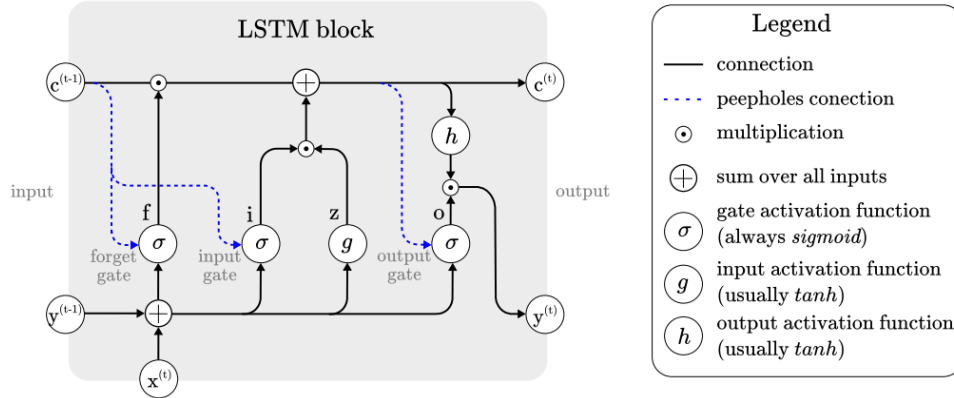 LSTM block
c(t-1)
c(t)
h
input
output
f
i
z
o
σ
σ
g
σ
forget
gate
input
gate
output
gate
y(t-1)
y(t)
x(t)
Legend
connection
peepholes conection
multiplication
sum over all inputs
σ
gate activation function
(always sigmoid)
g
input activation function
(usually tanh)
h
output activation function
(usually tanh)